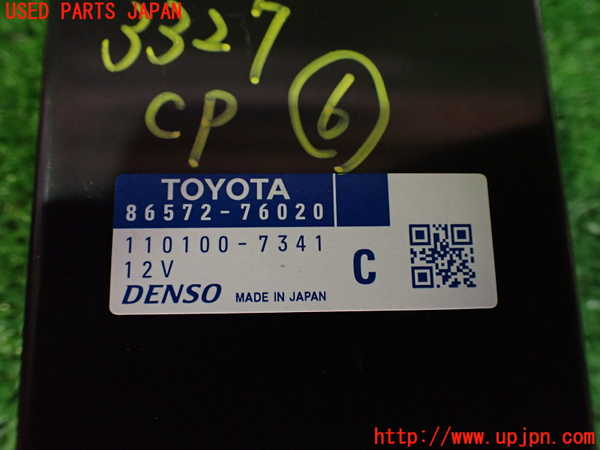 USED PARTS JAPAN
3327
CP 6
TOYOTA
86572-76020
110100-7341
12V C
DENSO MADE IN JAPAN
http://www.upjpn.com/